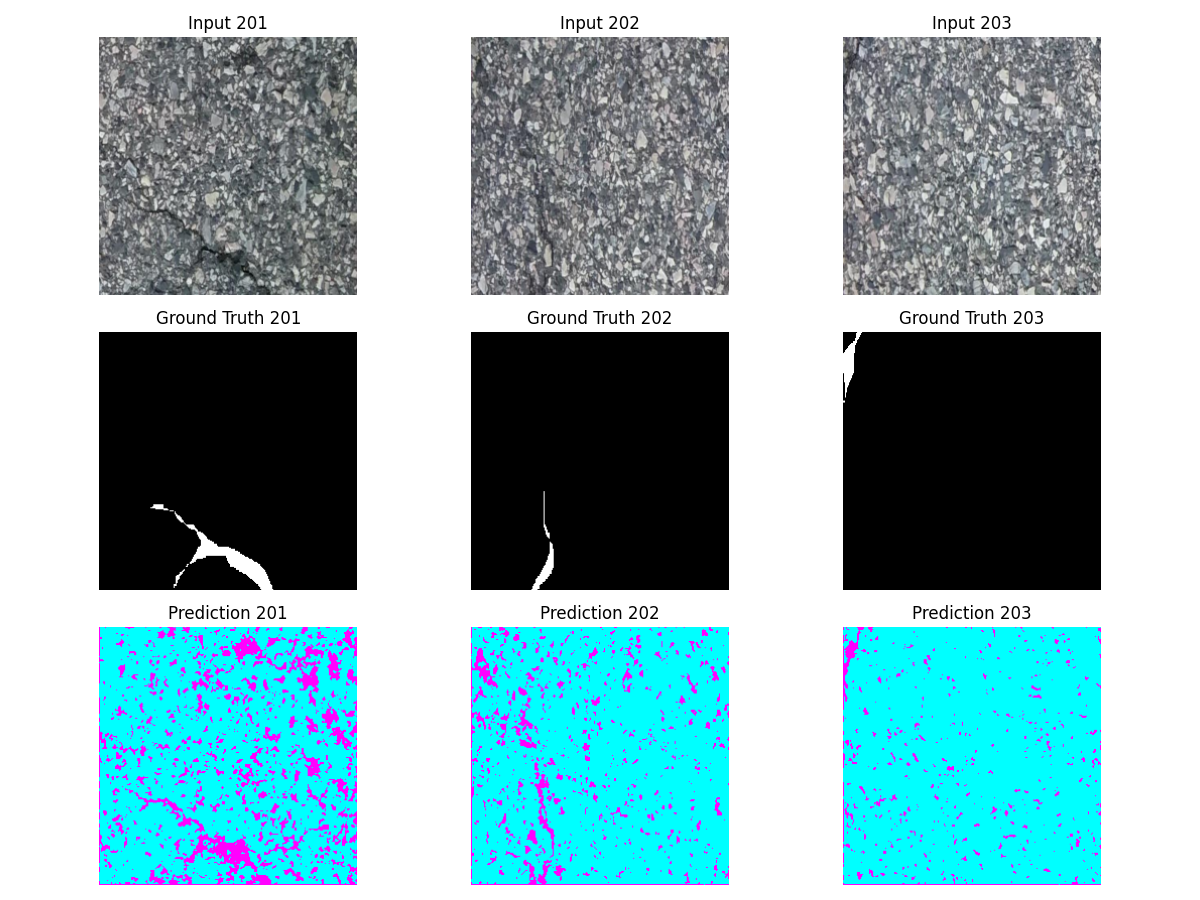 Input 201
Input 202
Input 203
Ground Truth 201
Ground Truth 202
Ground Truth 203
Prediction 201
Prediction 202
Prediction 203